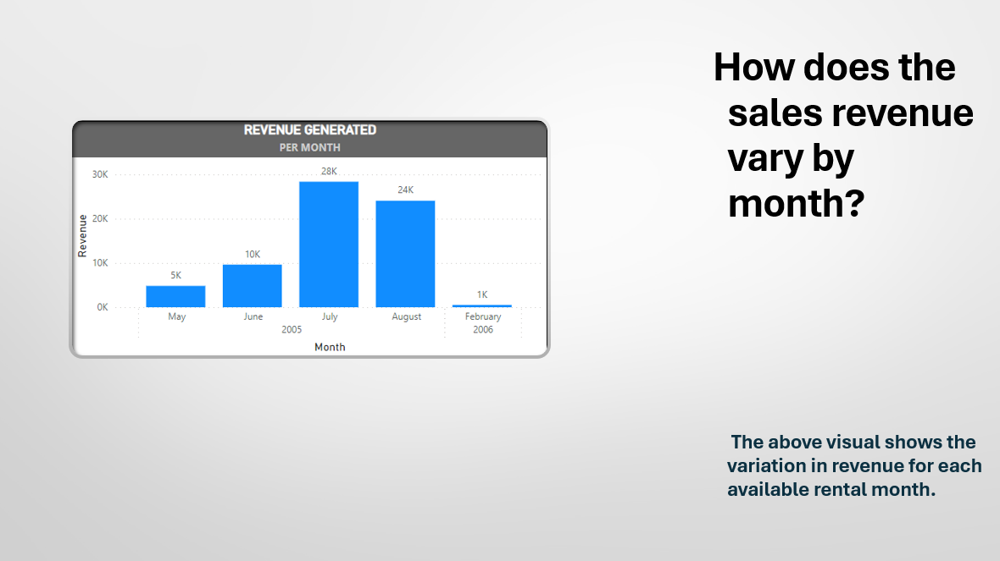 How does the
sales revenue
vary by
month?
REVENUE GENERATED
PER MONTH
Revenue
30K
20K
10K
0K
5K
10K
28K
24K
1K
May June July August February
2005 2006
Month
The above visual shows the
variation in revenue for each
available rental month.